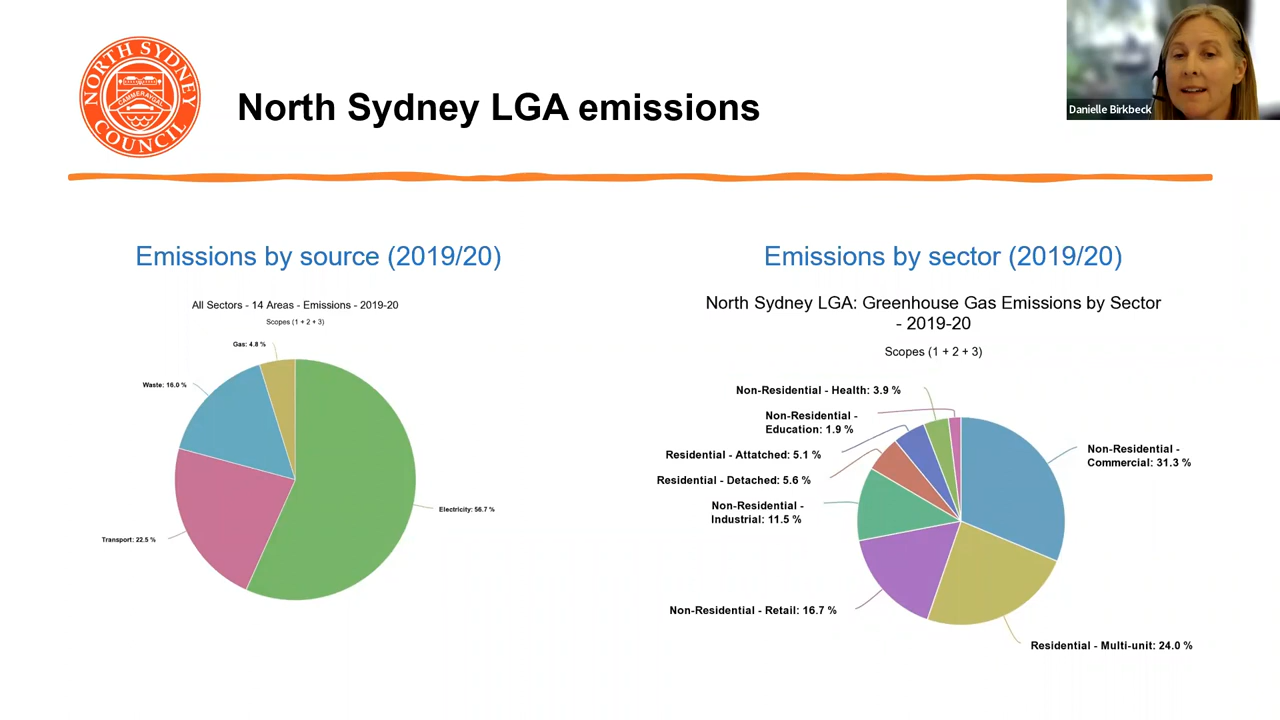 NORTH SYDNEY
CAMMERAYGAL
COUNCIL
North Sydney LGA emissions
Danielle Birkbeck
Emissions by source (2019/20)
All Sectors - 14 Areas - Emissions - 2019-20
Scopes (1 + 2 + 3)
Gas: 4.8 %
Waste: 16.0 %
Electricity: 56.7 %
Transport: 22.5 %
Emissions by sector (2019/20)
North Sydney LGA: Greenhouse Gas Emissions by Sector
- 2019-20
Scopes (1 + 2 + 3)
Non-Residential - Health: 3.9 %
Non-Residential -
Education: 1.9 %
Residential - Attatched: 5.1 %
Residential - Detached: 5.6 %
Non-Residential -
Industrial: 11.5 %
Non-Residential - Retail: 16.7 %
Non-Residential -
Commercial: 31.3 %
Residential - Multi-unit: 24.0 %